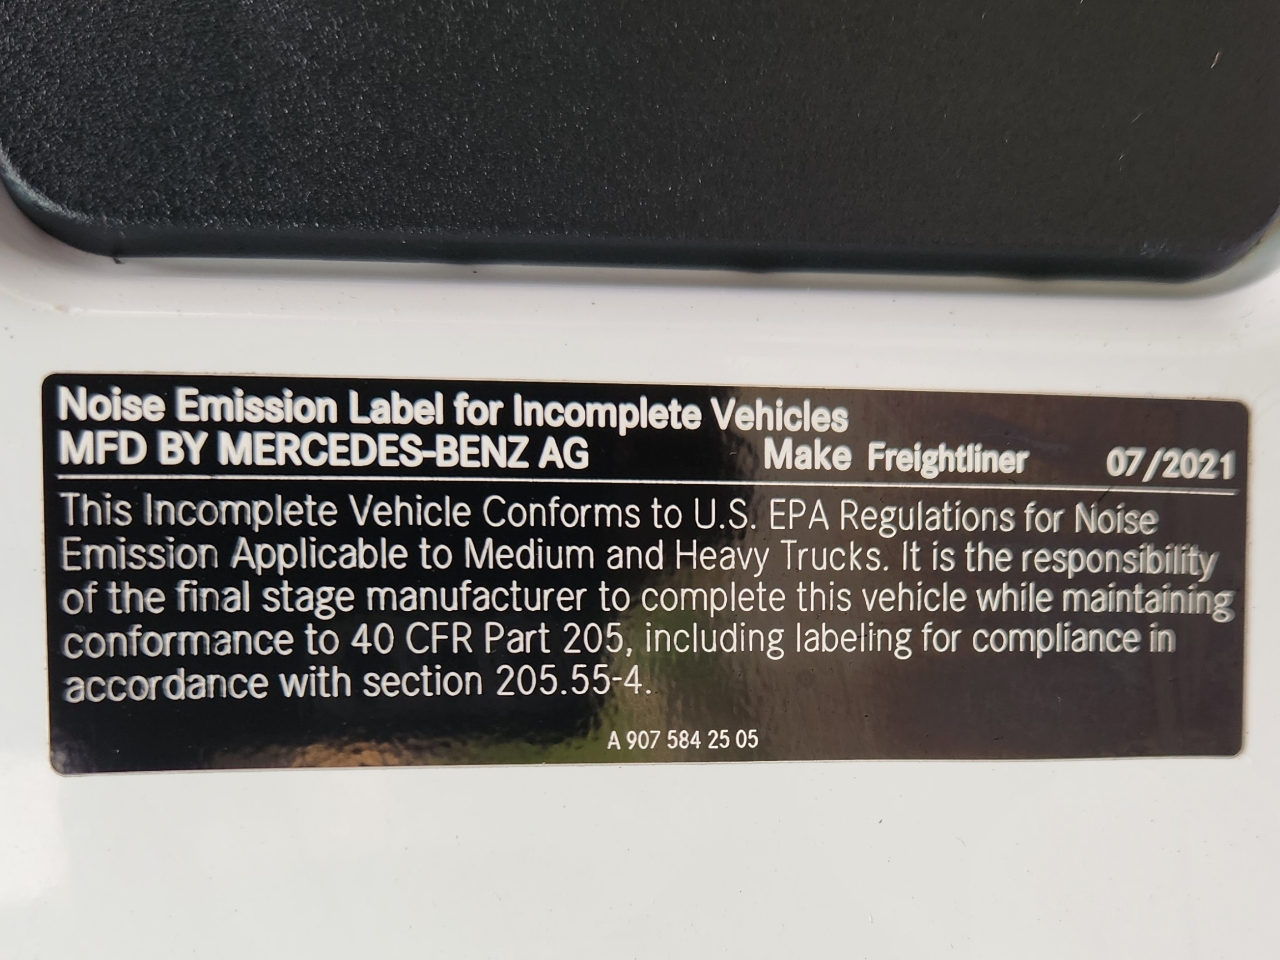 Noise Emission Label for Incomplete Vehicles
MFD BY MERCEDES-BENZ AG Make Freightliner 07/2021
This Incomplete Vehicle Conforms to U.S. EPA Regulations for Noise
Emission Applicable to Medium and Heavy Trucks. It is the responsibility
of the final stage manufacturer to complete this vehicle while maintaining
conformance to 40 CFR Part 205, including labeling for compliance in
accordance with section 205.55-4.
A 907 584 25 05